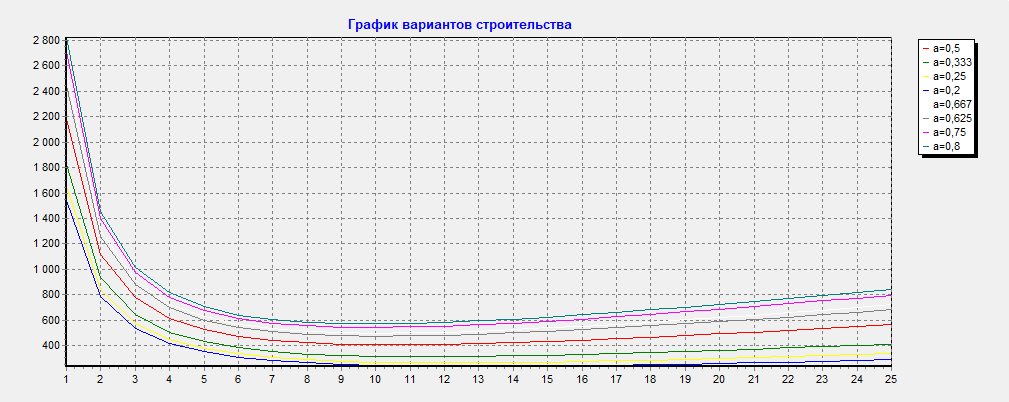 График вариантов строительства
2 800
2 600
2 400
2 200
2 000
1 800
1 600
1 400
1 200
1 000
800
600
400
1 2 3 4 5 6 7 8 9 10 11 12 13 14 15 16 17 18 19 20 21 22 23 24 25
a=0,5
a=0,333
a=0,25
a=0,2
a=0,667
a=0,625
a=0,75
a=0,8